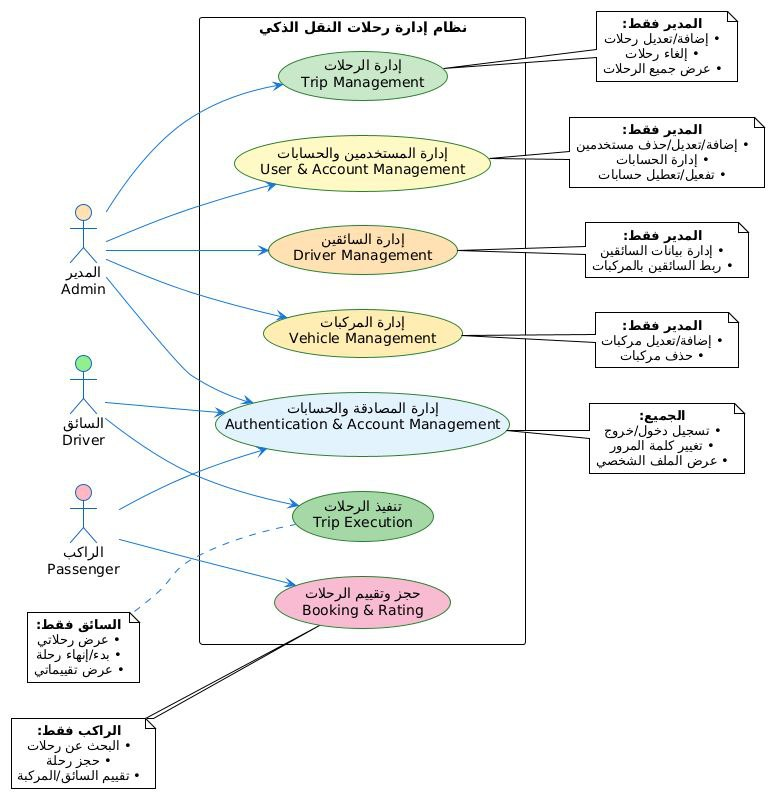 نظام إدارة رحلات النقل الذكي
إدارة الرحلات
Trip Management
المدير فقط:
• إضافة/تعديل رحلات
• إلغاء رحلات
• عرض جميع الرحلات
إدارة المستخدمين والحسابات
User & Account Management
المدير فقط:
• إضافة/تعديل/حذف مستخدمين
• إدارة الحسابات
• تفعيل/تعطيل حسابات
المدير
Admin
إدارة السائقين
Driver Management
المدير فقط:
• إدارة بيانات السائقين
• ربط السائقين بالمركبات
إدارة المركبات
Vehicle Management
المدير فقط:
• إضافة/تعديل مركبات
• حذف مركبات
السائق
Driver
إدارة المصادقة والحسابات
Authentication & Account Management
الجميع:
• تسجيل دخول/خروج
• تغيير كلمة المرور
• عرض الملف الشخصي
الراكب
Passenger
تنفيذ الرحلات
Trip Execution
حجز وتقييم الرحلات
Booking & Rating
السائق فقط:
• عرض رحلاتي
• بدء/إنهاء رحلة
• عرض تقييماتي
الراكب فقط:
• البحث عن رحلات
• حجز رحلة
• تقييم السائق/المركبة